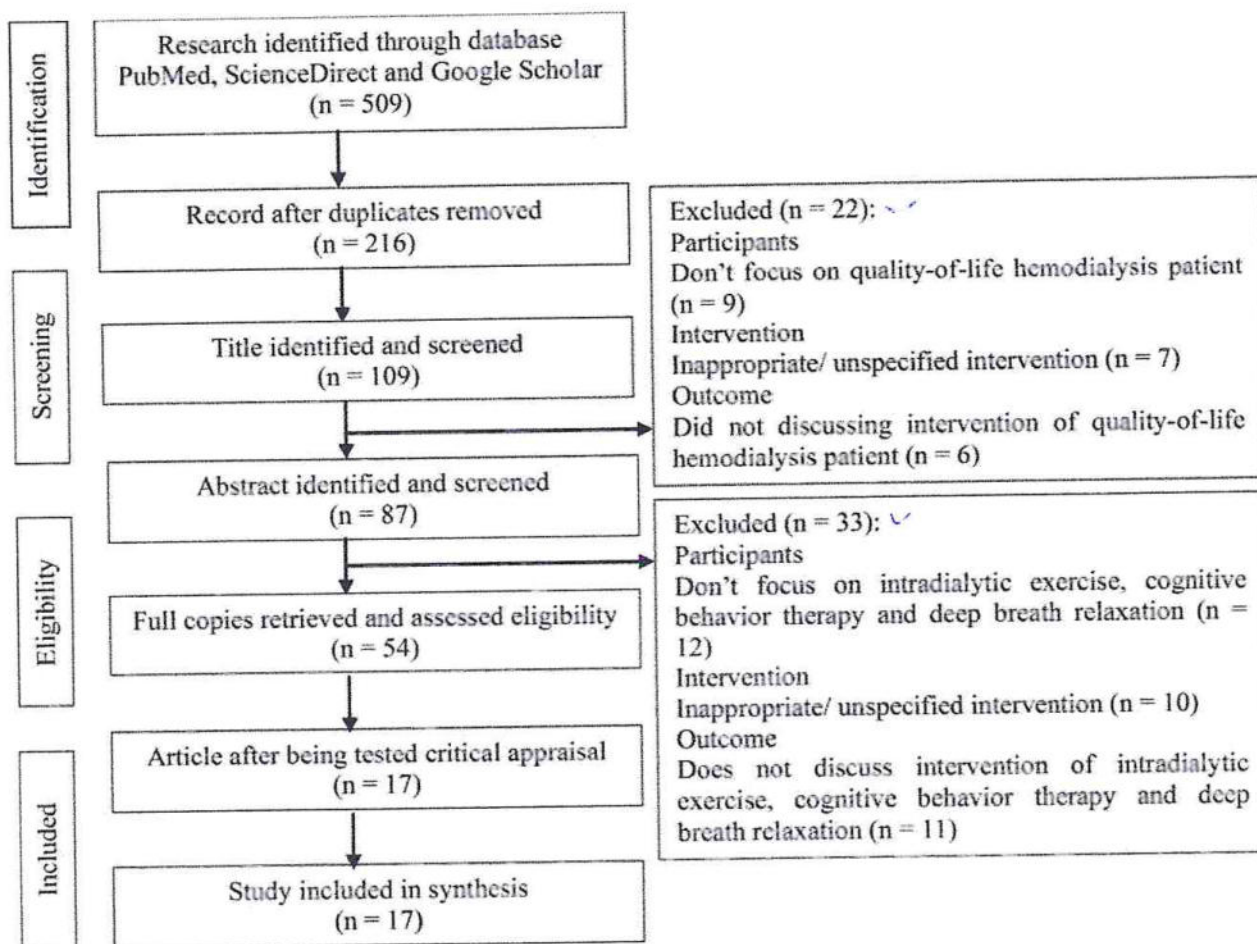 Identification
Research identified through database
PubMed, ScienceDirect and Google Scholar
(n = 509)
Record after duplicates removed
(n = 216)
Screening
Title identified and screened
(n = 109)
Excluded (n = 22):
Participants
Don't focus on quality-of-life hemodialysis patient
(n = 9)
Intervention
Inappropriate/ unspecified intervention (n = 7)
Outcome
Did not discussing intervention of quality-of-life
hemodialysis patient (n = 6)
Abstract identified and screened
(n = 87)
Eligibility
Full copies retrieved and assessed eligibility
(n = 54)
Excluded (n = 33):
Participants
Don't focus on intradialytic exercise, cognitive
behavior therapy and deep breath relaxation (n =
12)
Intervention
Inappropriate/ unspecified intervention (n = 10)
Outcome
Does not discuss intervention of intradialytic
exercise, cognitive behavior therapy and deep
breath relaxation (n = 11)
Article after being tested critical appraisal
(n = 17)
Included
Study included in synthesis
(n = 17)